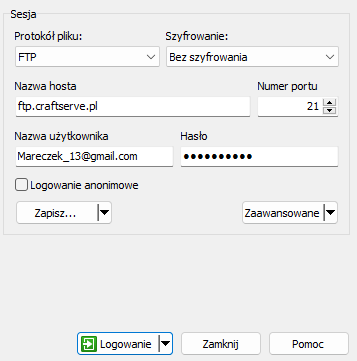 Sesja
Protokół pliku: Szyfrowanie:
FTP Bez szyfrowania
Nazwa hosta Numer portu
ftp.craftserve.pl 21
Nazwa użytkownika Hasło
Mareczek_13@gmail.com ●●●●●●●●●●
Logowanie anonimowe
Zapisz... Zaawansowane
Logowanie Zamknij Pomoc